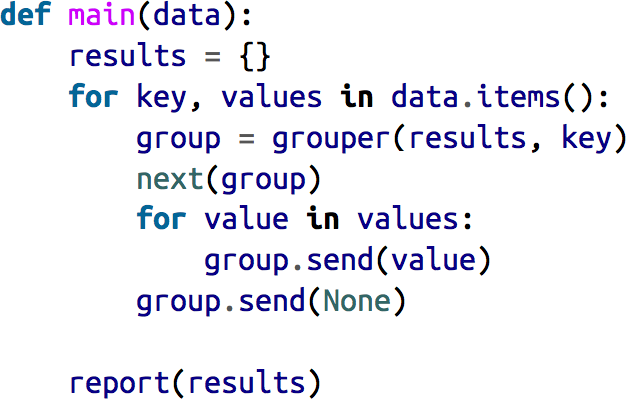 def main(data):
    results = {}
    for key, values in data.items():
        group = grouper(results, key)
        next(group)
        for value in values:
            group.send(value)
        group.send(None)

    report(results)